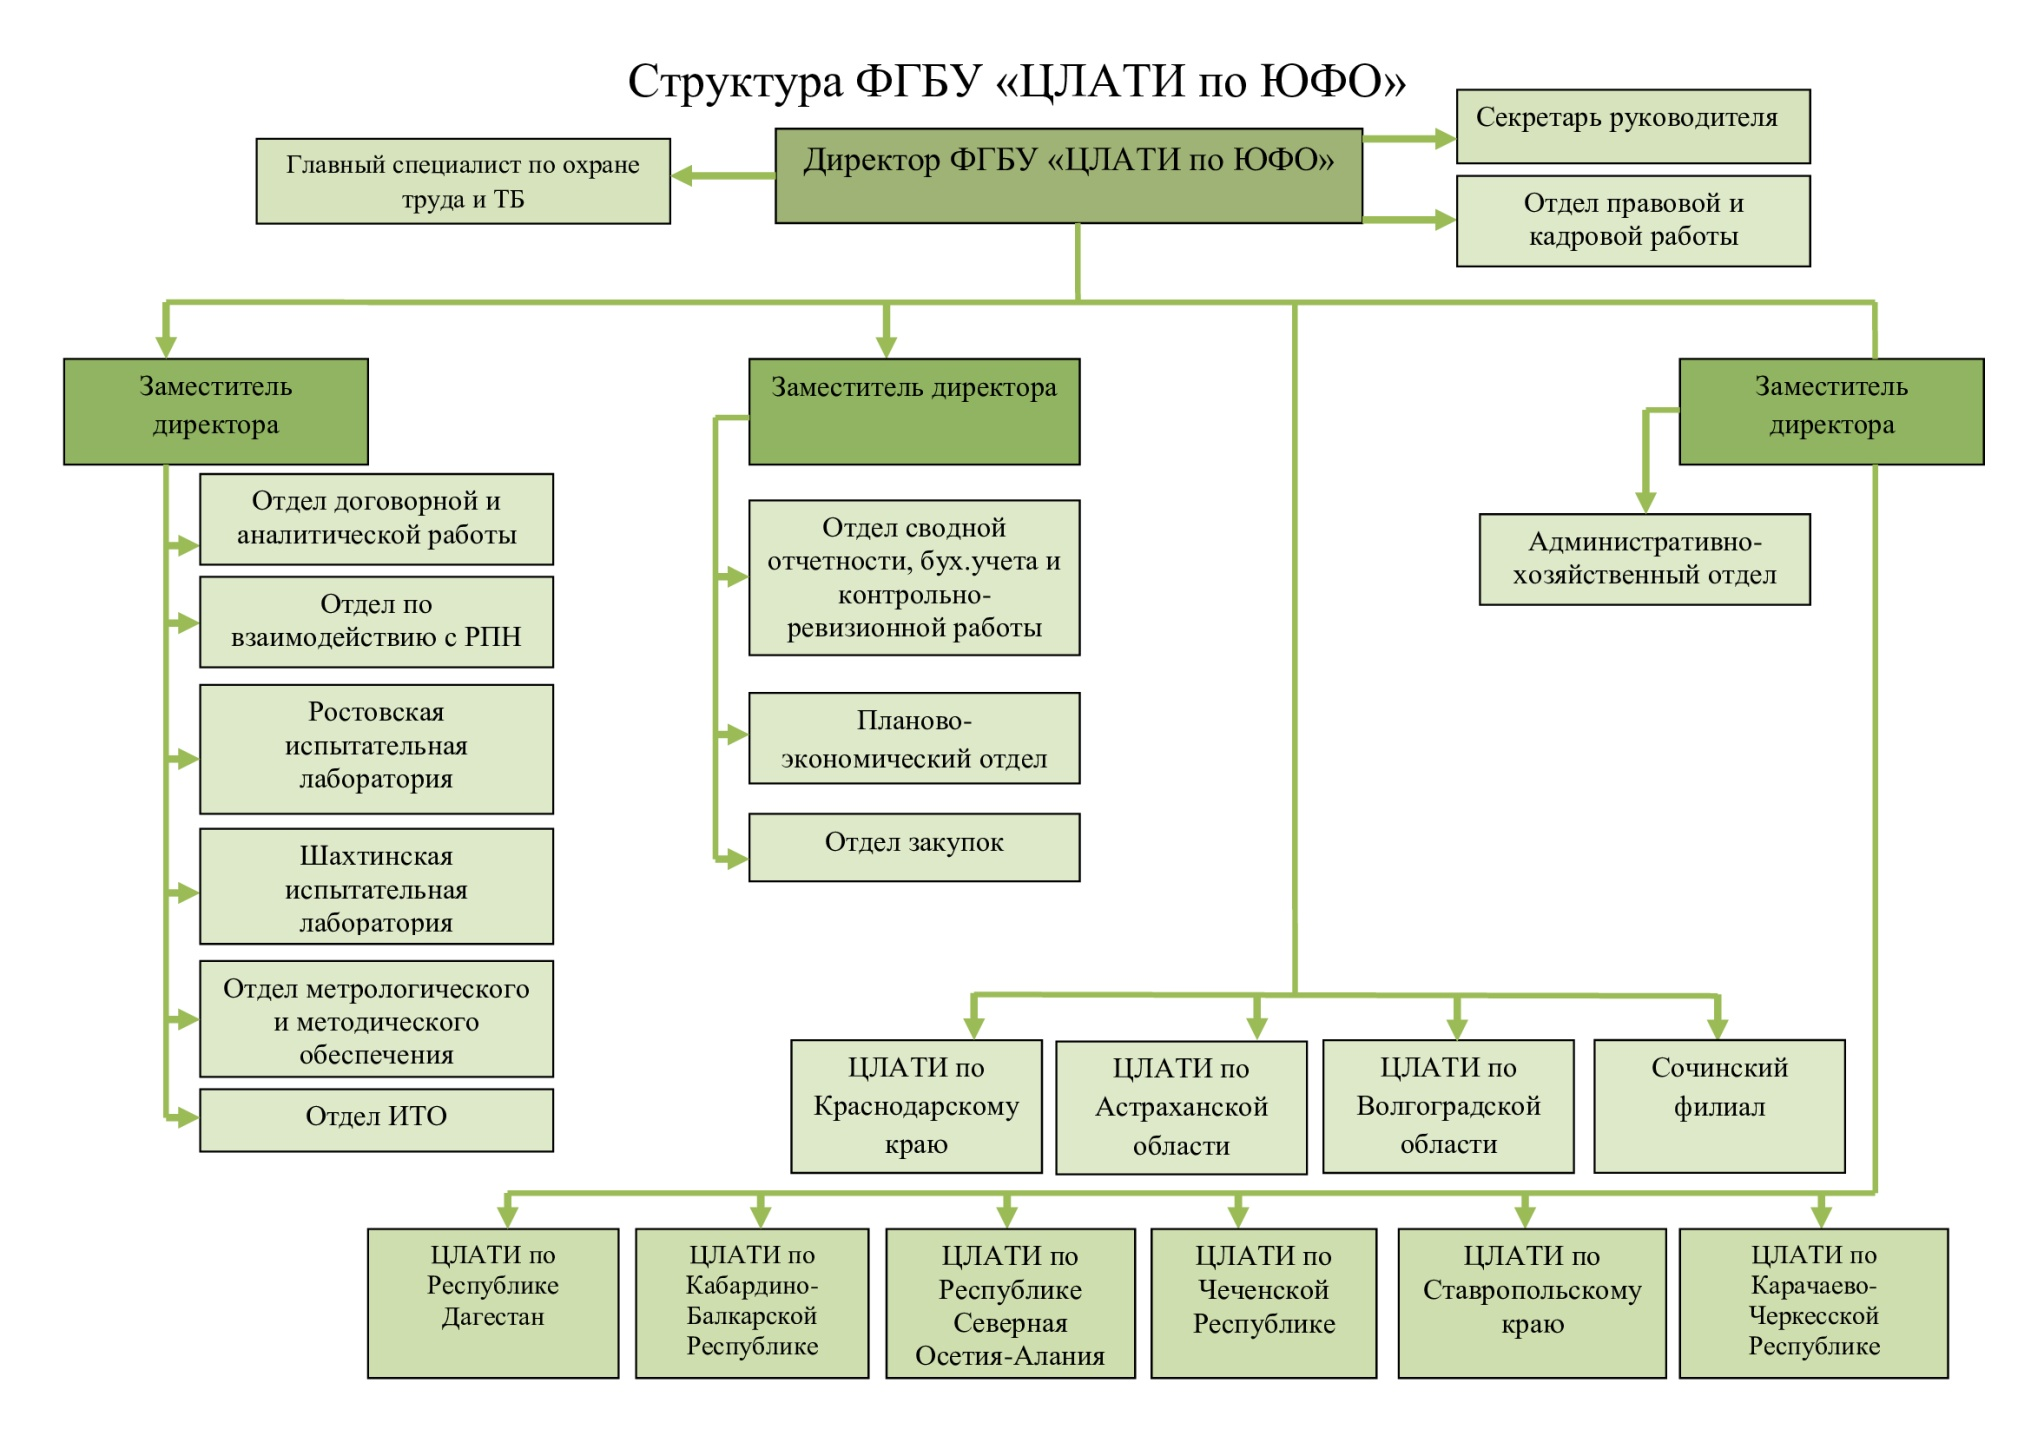 Структура ФГБУ «ЦЛАТИ по ЮФО»
Секретарь руководителя
Директор ФГБУ «ЦЛАТИ по ЮФО»
Главный специалист по охране
труда и ТБ
Отдел правовой и
кадровой работы
Заместитель
директора
Заместитель директора
Заместитель
директора
Отдел договорной и
аналитической работы
Отдел по
взаимодействию с РПН
Ростовская
испытательная
лаборатория
Шахтинская
испытательная
лаборатория
Отдел метрологического
и методического
обеспечения
Отдел ИТО
Отдел сводной
отчетности, бух.учета и
контрольно-
ревизионной работы
Планово-
экономический отдел
Отдел закупок
Административно-
хозяйственный отдел
ЦЛАТИ по
Краснодарскому
краю
ЦЛАТИ по
Астраханской
области
ЦЛАТИ по
Волгоградской
области
Сочинский
филиал
ЦЛАТИ по
Республике
Дагестан
ЦЛАТИ по
Кабардино-
Балкарской
Республике
ЦЛАТИ по
Республике
Северная
Осетия-Алания
ЦЛАТИ по
Чеченской
Республике
ЦЛАТИ по
Ставропольскому
краю
ЦЛАТИ по
Карачаево-
Черкесской
Республике